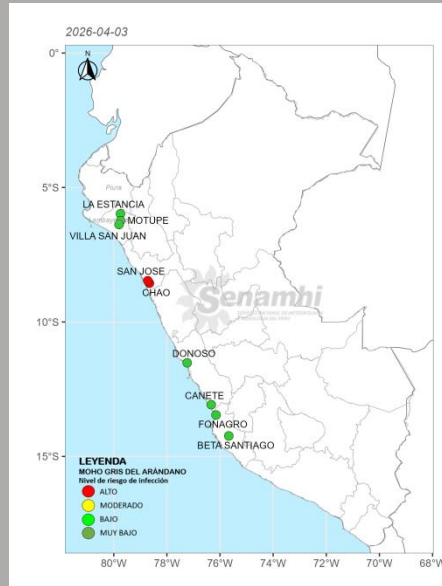 2026-04-03
N
0°
5°S
10°S
15°S
Piura
LA ESTANCIA
Lambayeque
MOTUPE
VILLA SAN JUAN
SAN JOSE
CHAO
Senamhi
DONOSO
CANETE
FONAGRO
BETA SANTIAGO
LEYENDA
MOHO GRIS DEL ARÁNDANO
Nivel de riesgo de infección
ALTO
MODERADO
BAJO
MUY BAJO
80°W 78°W 76°W 74°W 72°W 70°W 68°W